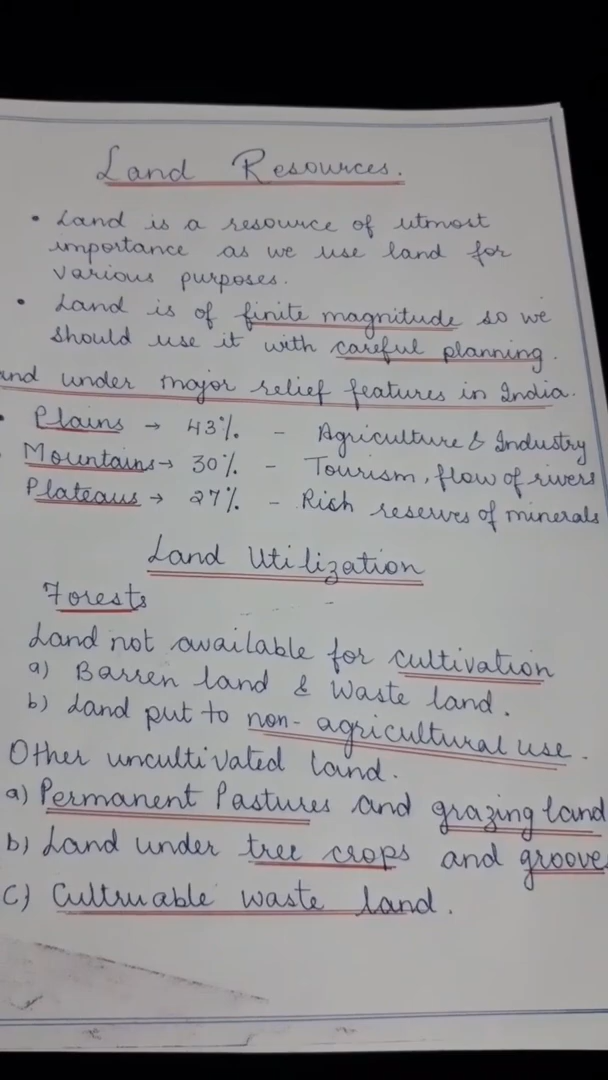 Land Resources.
• Land is a resource of utmost
importance as we use land for
various purposes.
• Land is of finite magnitude so we
should use it with careful planning.
and under major relief features in India.
• Plains → 43% - Agriculture & Industry
Mountains → 30% - Tourism, flow of rivers
Plateaus → 27% - Rich reserves of minerals
Land Utilization
Forests
Land not available for cultivation
a) Barren land & Waste land.
b) Land put to non-agricultural use.
Other uncultivated land.
a) Permanent Pastures and grazing land
b) Land under tree crops and groove
c) Cultruable waste land.